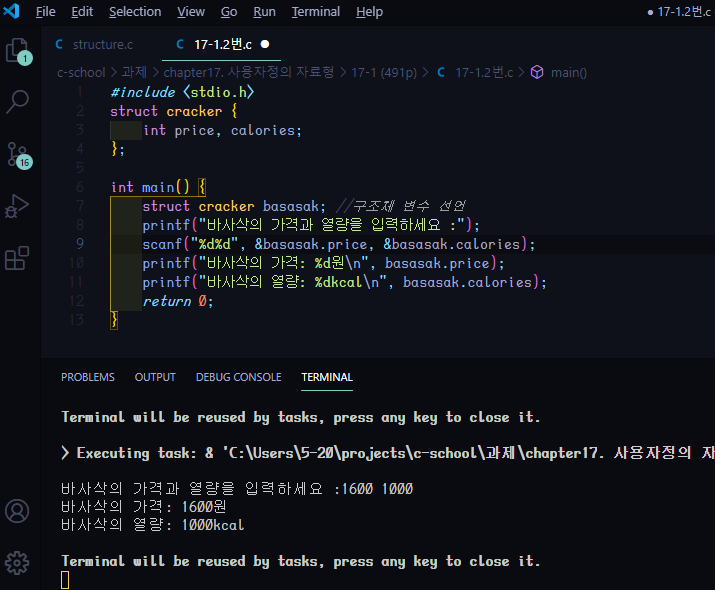 File Edit Selection View Go Run Terminal Help ● 17-1.2번.c
C structure.c C 17-1.2번.c ●
c-school > 과제 > chapter17. 사용자정의 자료형 > 17-1 (491p) > C 17-1.2번.c > main()
1 #include <stdio.h>
2 struct cracker {
3 int price, calories;
4 };
5
6 int main() {
7 struct cracker basasak; //구조체 변수 선언
8 printf("바사삭의 가격과 열량을 입력하세요 :");
9 scanf("%d%d", &basasak.price, &basasak.calories);
10 printf("바사삭의 가격: %d원\n", basasak.price);
11 printf("바사삭의 열량: %dkcal\n", basasak.calories);
12 return 0;
13 }
1
16
PROBLEMS OUTPUT DEBUG CONSOLE TERMINAL
Terminal will be reused by tasks, press any key to close it.
> Executing task: & 'C:\Users\5-20\projects\c-school\과제\chapter17. 사용자정의 자
바사삭의 가격과 열량을 입력하세요 :1600 1000
바사삭의 가격: 1600원
바사삭의 열량: 1000kcal
Terminal will be reused by tasks, press any key to close it.